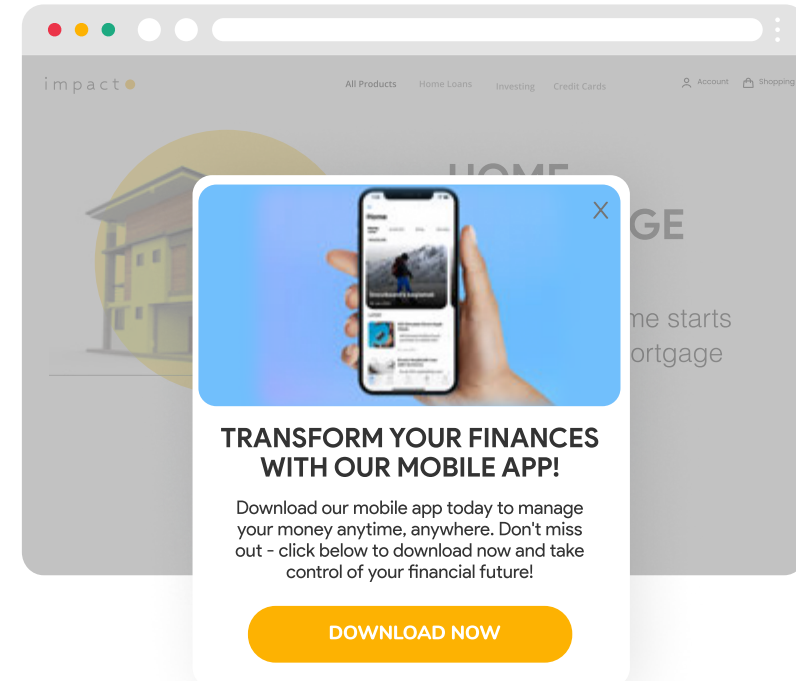 impact
All Products
Home Loans
Investing
Credit Cards
Account
Shopping
HOME
GE
me starts
ortgage
X
Home
TRANSFORM YOUR FINANCES
WITH OUR MOBILE APP!
Download our mobile app today to manage
your money anytime, anywhere. Don't miss
out - click below to download now and take
control of your financial future!
DOWNLOAD NOW